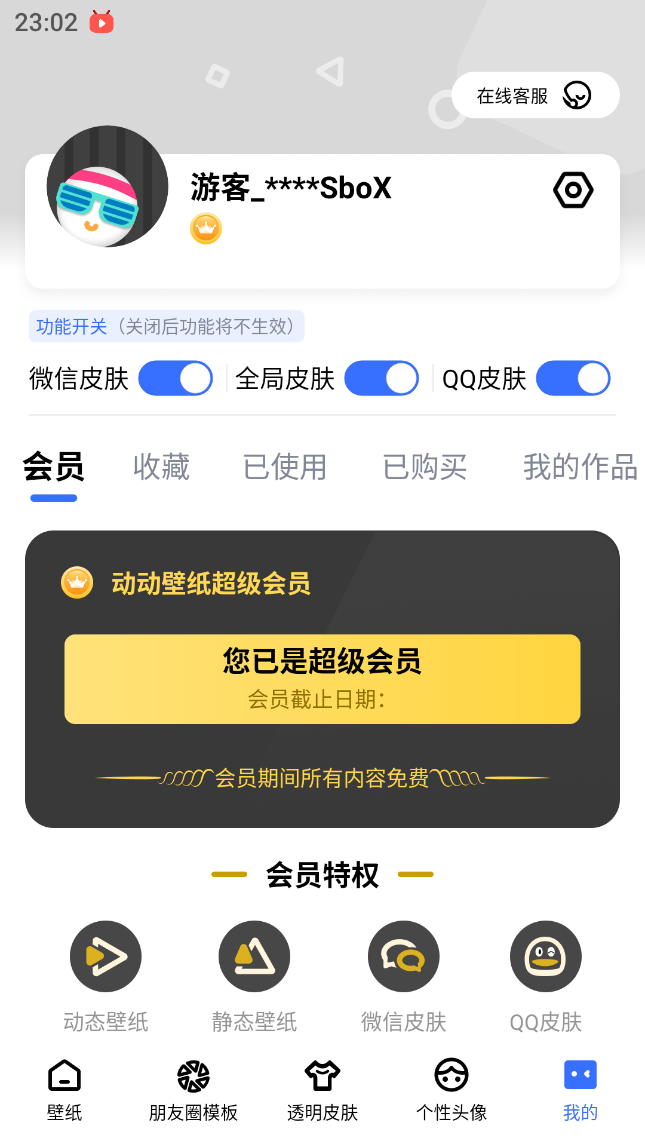 23:02
在线客服
游客_****SboX
功能开关（关闭后功能将不生效）
微信皮肤 全局皮肤 QQ皮肤
会员 收藏 已使用 已购买 我的作品
动动壁纸超级会员
您已是超级会员
会员截止日期：
会员期间所有内容免费
会员特权
动态壁纸 静态壁纸 微信皮肤 QQ皮肤
壁纸 朋友圈模板 透明皮肤 个性头像 我的